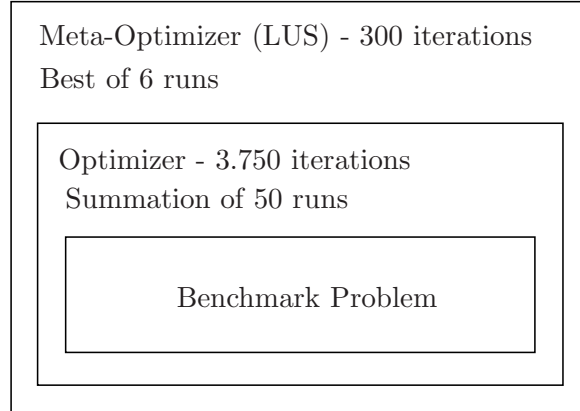 Meta-Optimizer (LUS) - 300 iterations
Best of 6 runs
Optimizer - 3.750 iterations
Summation of 50 runs
Benchmark Problem